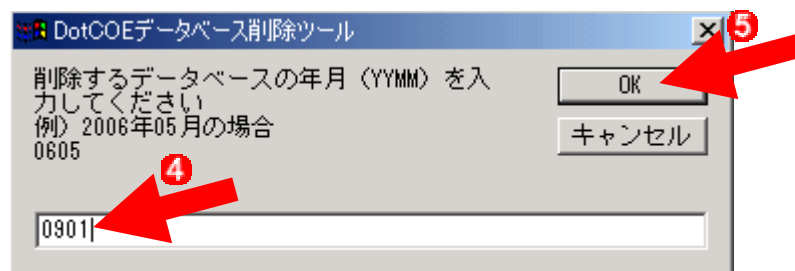 DotCOEデータベース削除ツール
5
削除するデータベースの年月（YYMM）を入
力してください
例）2006年05月の場合
0605
OK
キャンセル
4
0901